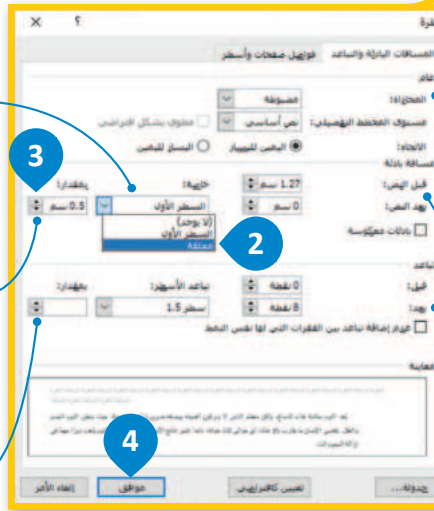 فقرة
؟ ×
المسافات البادئة والتباعد فواصل صفحات وأسطر
عام
المحاذاة: مضبوطة
مستوى المخطط التفصيلي: نص أساسي مطوي بشكل افتراضي
الاتجاه: اليمين لليسار اليسار لليمين
مسافة بادئة
قبل النص: 1.27 سم خاصة: بمقدار:
بعد النص: 0 سم السطر الأول 0.5 سم
(لا يوجد)
السطر الأول
معلقة
بادئات معكوسة
تباعد
قبل: 0 نقطة تباعد الأسطر: بمقدار:
بعد: 8 نقطة سطر 1.5
عدم إضافة تباعد بين الفقرات التي لها نفس النمط
معاينة
جدولة... تعيين كافتراضي موافق إلغاء الأمر
3
2
4